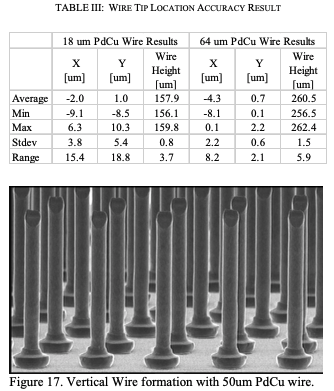 TABLE III: WIRE TIP LOCATION ACCURACY RESULT
18 um PdCu Wire Results 64 um PdCu Wire Results
X [um] Y [um] Wire Height [um] X [um] Y [um] Wire Height [um]
Average -2.0 1.0 157.9 -4.3 0.7 260.5
Min -9.1 -8.5 156.1 -8.1 0.1 256.5
Max 6.3 10.3 159.8 0.1 2.2 262.4
Stdev 3.8 5.4 0.8 2.2 0.6 1.5
Range 15.4 18.8 3.7 8.2 2.1 5.9
Figure 17. Vertical Wire formation with 50um PdCu wire.